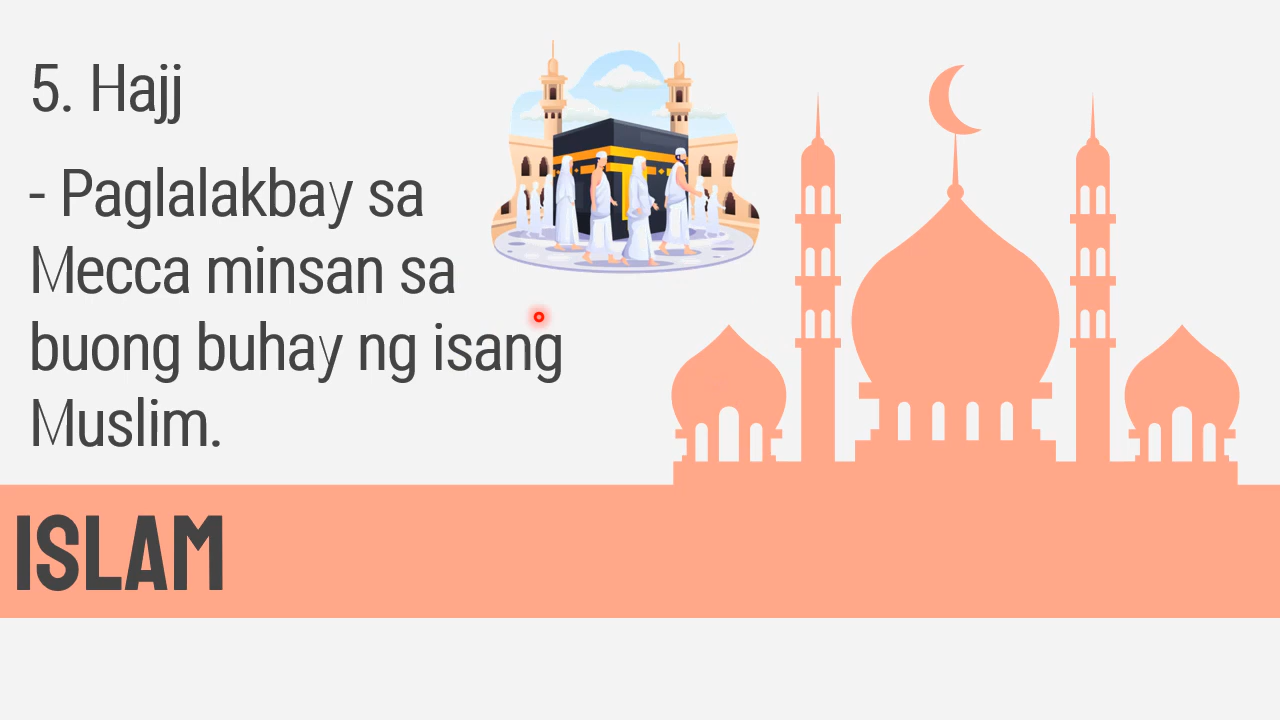 5. Hajj
- Paglalakbay sa
Mecca minsan sa
buong buhay ng isang
Muslim.
ISLAM